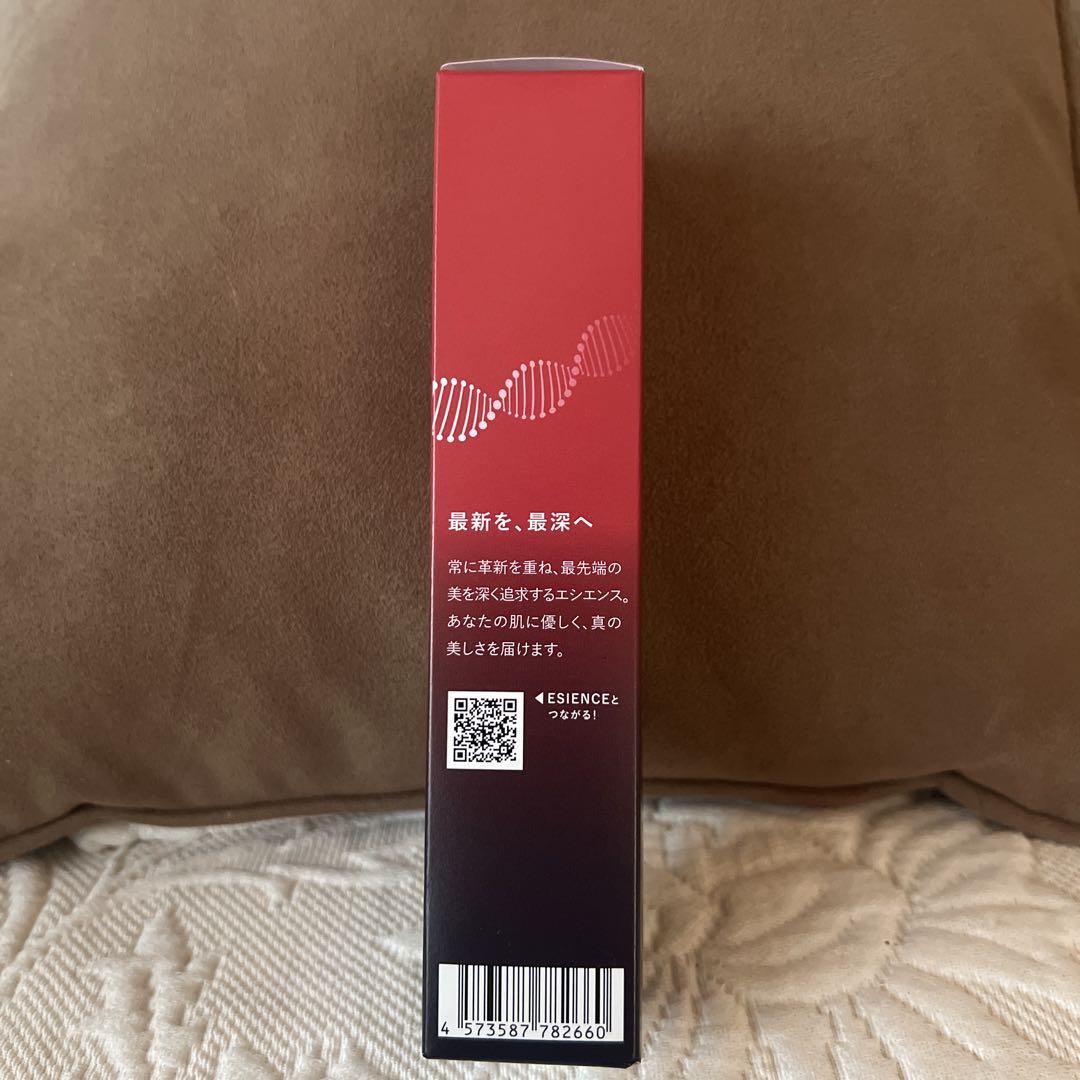 最新を、最深へ
常に革新を重ね、最先端の
美を深く追求するエシエンス。
あなたの肌に優しく、真の
美しさを届けます。
◀ESIENCEと
つながる!
4 573587 782660